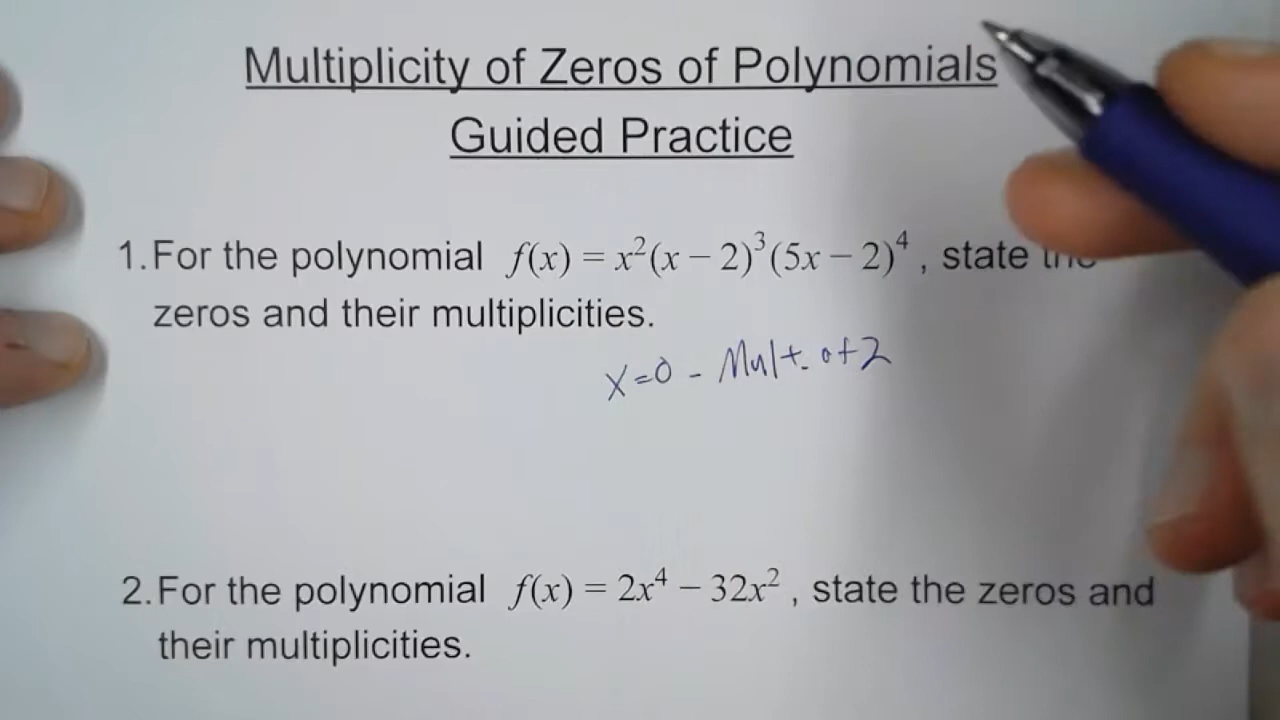 Multiplicity of Zeros of Polynomials
Guided Practice
1. For the polynomial f(x) = x²(x − 2)³(5x − 2)⁴ , state the
zeros and their multiplicities.
x=0 - Mult. of 2
2. For the polynomial f(x) = 2x⁴ − 32x² , state the zeros and
their multiplicities.